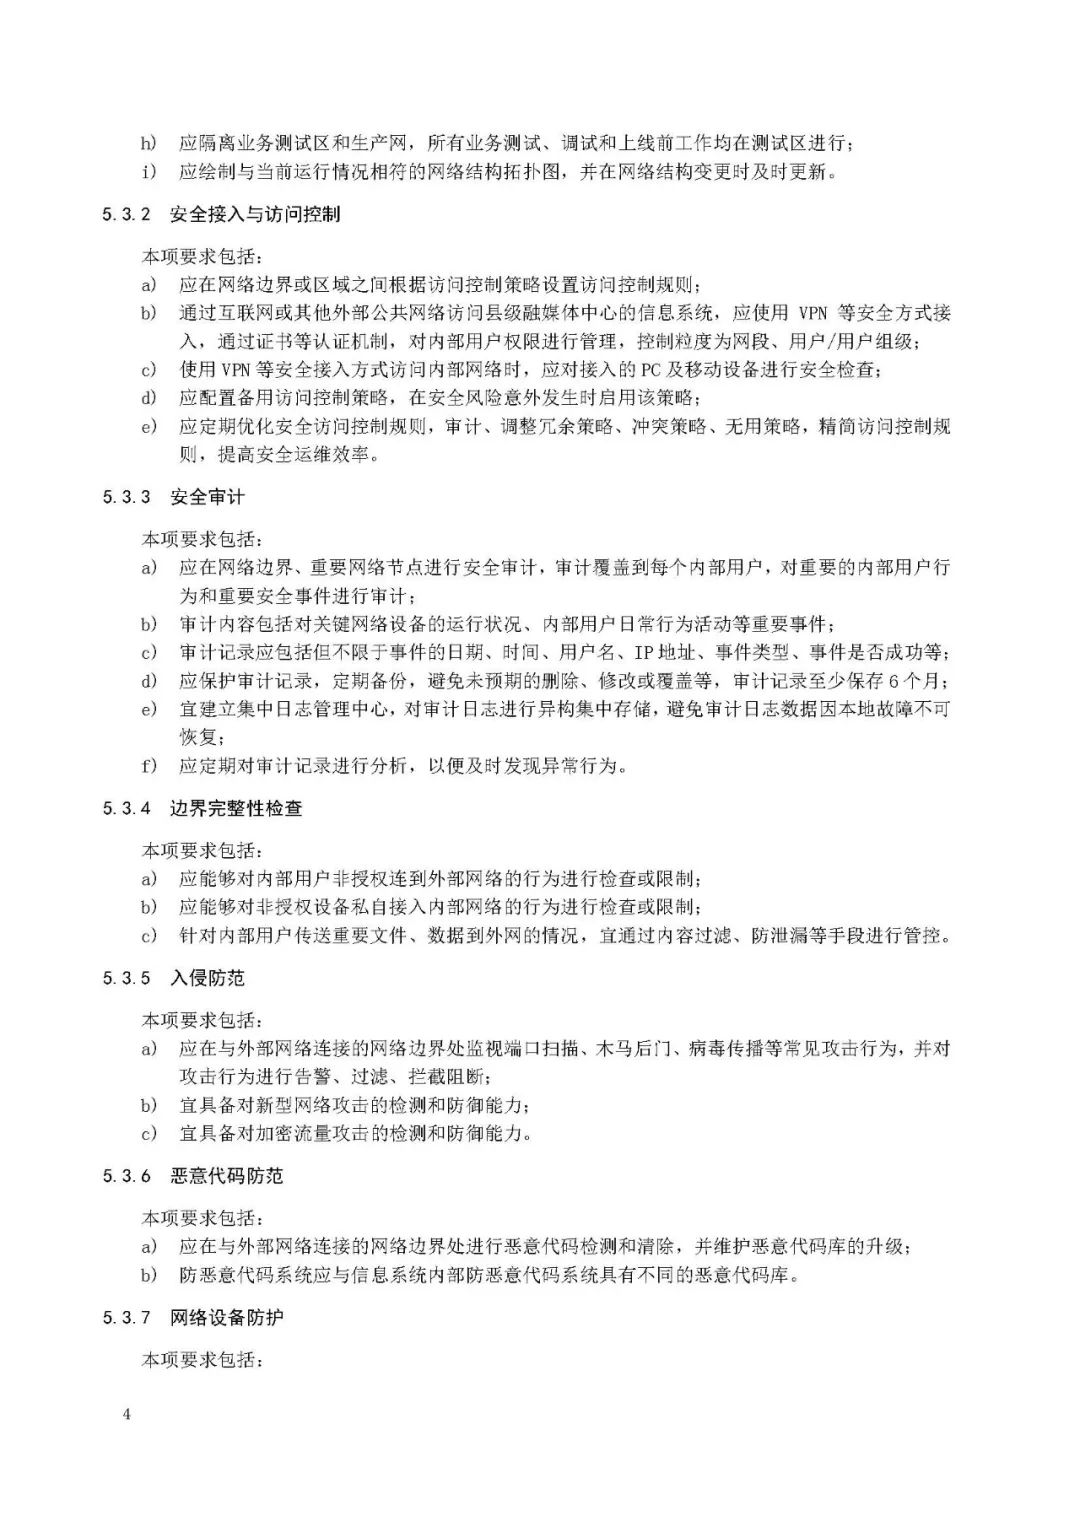 h) 应隔离业务测试区和生产网，所有业务测试、调试和上线前工作均在测试区进行；
i) 应绘制与当前运行情况相符的网络结构拓扑图，并在网络结构变更时及时更新。
5.3.2 安全接入与访问控制
本项要求包括：
a) 应在网络边界或区域之间根据访问控制策略设置访问控制规则；
b) 通过互联网或其他外部公共网络访问县级融媒体中心的信息系统，应使用 VPN 等安全方式接
入，通过证书等认证机制，对内部用户权限进行管理，控制粒度为网段、用户/用户组级；
c) 使用 VPN 等安全接入方式访问内部网络时，应对接入的 PC 及移动设备进行安全检查；
d) 应配置备用访问控制策略，在安全风险意外发生时启用该策略；
e) 应定期优化安全访问控制规则，审计、调整冗余策略、冲突策略、无用策略，精简访问控制规
则，提高安全运维效率。
5.3.3 安全审计
本项要求包括：
a) 应在网络边界、重要网络节点进行安全审计，审计覆盖到每个内部用户，对重要的内部用户行
为和重要安全事件进行审计；
b) 审计内容包括对关键网络设备的运行状况、内部用户日常行为活动等重要事件；
c) 审计记录应包括但不限于事件的日期、时间、用户名、IP 地址、事件类型、事件是否成功等；
d) 应保护审计记录，定期备份，避免未预期的删除、修改或覆盖等，审计记录至少保存 6 个月；
e) 宜建立集中日志管理中心，对审计日志进行异构集中存储，避免审计日志数据因本地故障不可
恢复；
f) 应定期对审计记录进行分析，以便及时发现异常行为。
5.3.4 边界完整性检查
本项要求包括：
a) 应能够对内部用户非授权连到外部网络的行为进行检查或限制；
b) 应能够对非授权设备私自接入内部网络的行为进行检查或限制；
c) 针对内部用户传送重要文件、数据到外网的情况，宜通过内容过滤、防泄漏等手段进行管控。
5.3.5 入侵防范
本项要求包括：
a) 应在与外部网络连接的网络边界处监视端口扫描、木马后门、病毒传播等常见攻击行为，并对
攻击行为进行告警、过滤、拦截阻断；
b) 宜具备对新型网络攻击的检测和防御能力；
c) 宜具备对加密流量攻击的检测和防御能力。
5.3.6 恶意代码防范
本项要求包括：
a) 应在与外部网络连接的网络边界处进行恶意代码检测和清除，并维护恶意代码库的升级；
b) 防恶意代码系统应与信息系统内部防恶意代码系统具有不同的恶意代码库。
5.3.7 网络设备防护
本项要求包括：
4